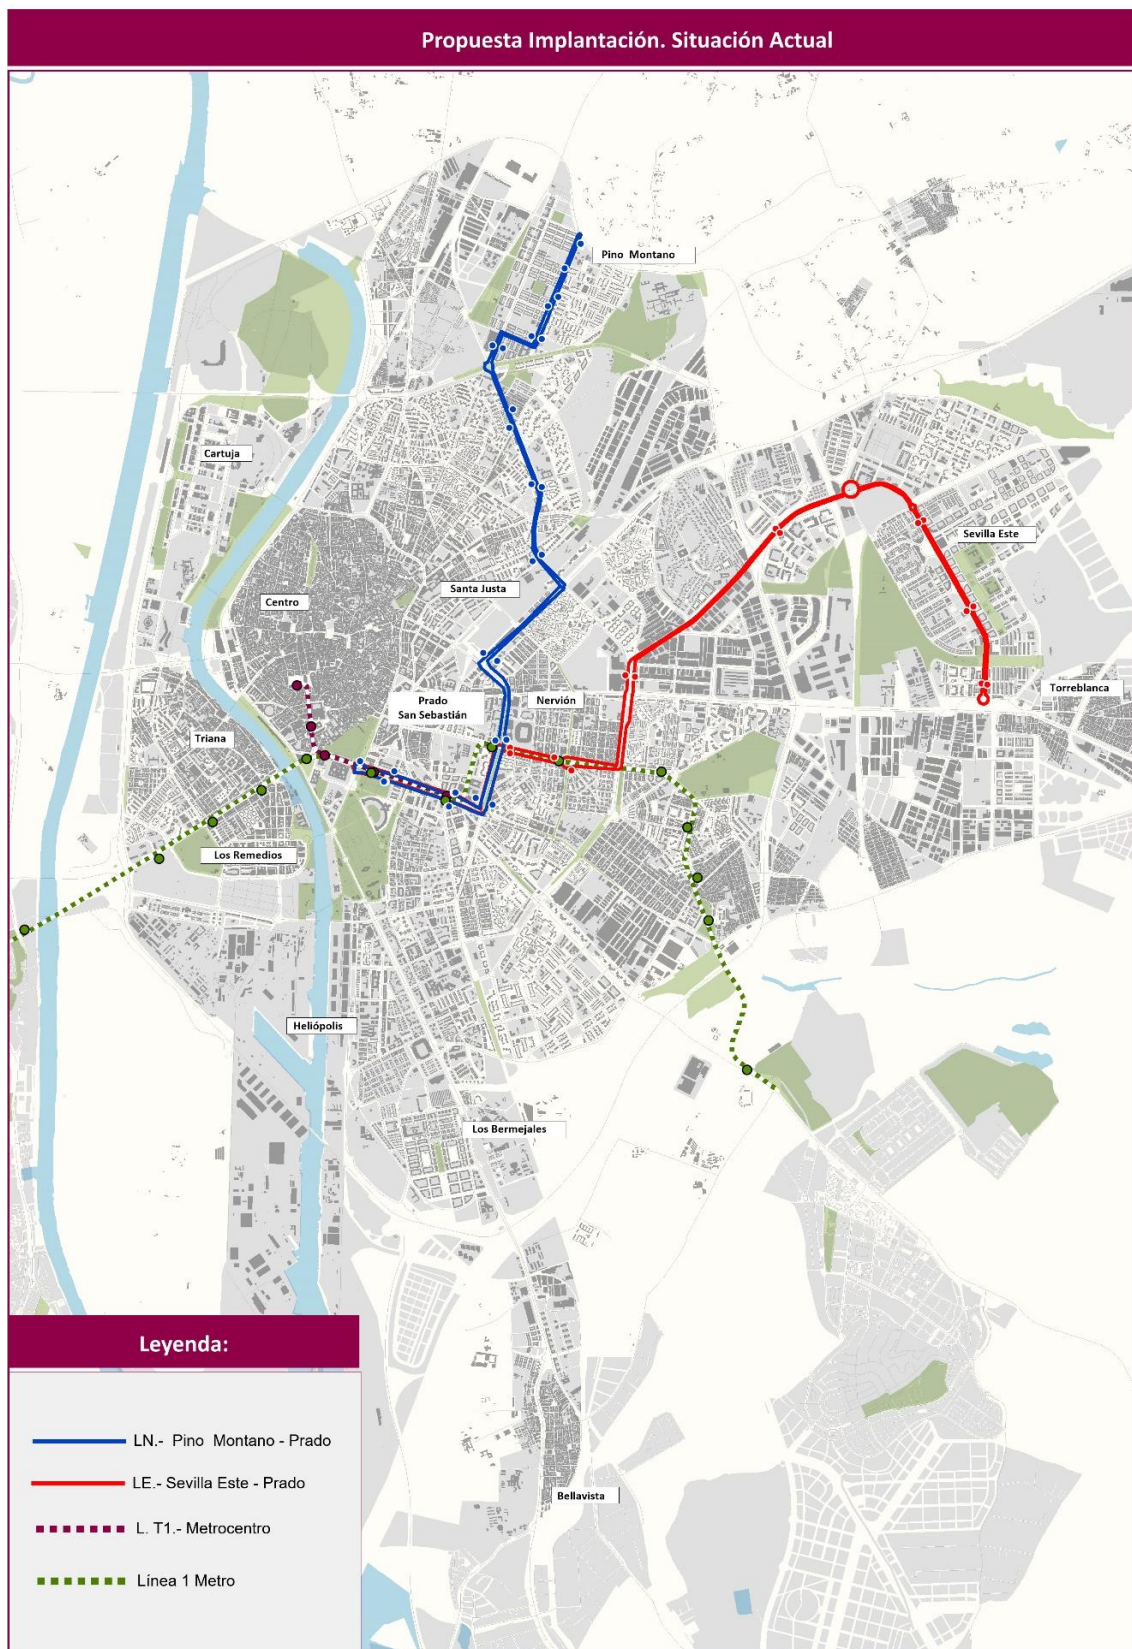 Propuesta Implantación. Situación Actual
Pino Montano
Cartuja
Sevilla Este
Santa Justa
Centro
Torreblanca
Prado
San Sebastián
Nervión
Triana
Los Remedios
Heliópolis
Los Bermejales
Leyenda:
LN.- Pino Montano - Prado
LE.- Sevilla Este - Prado
L. T1.- Metrocentro
Línea 1 Metro
Bellavista